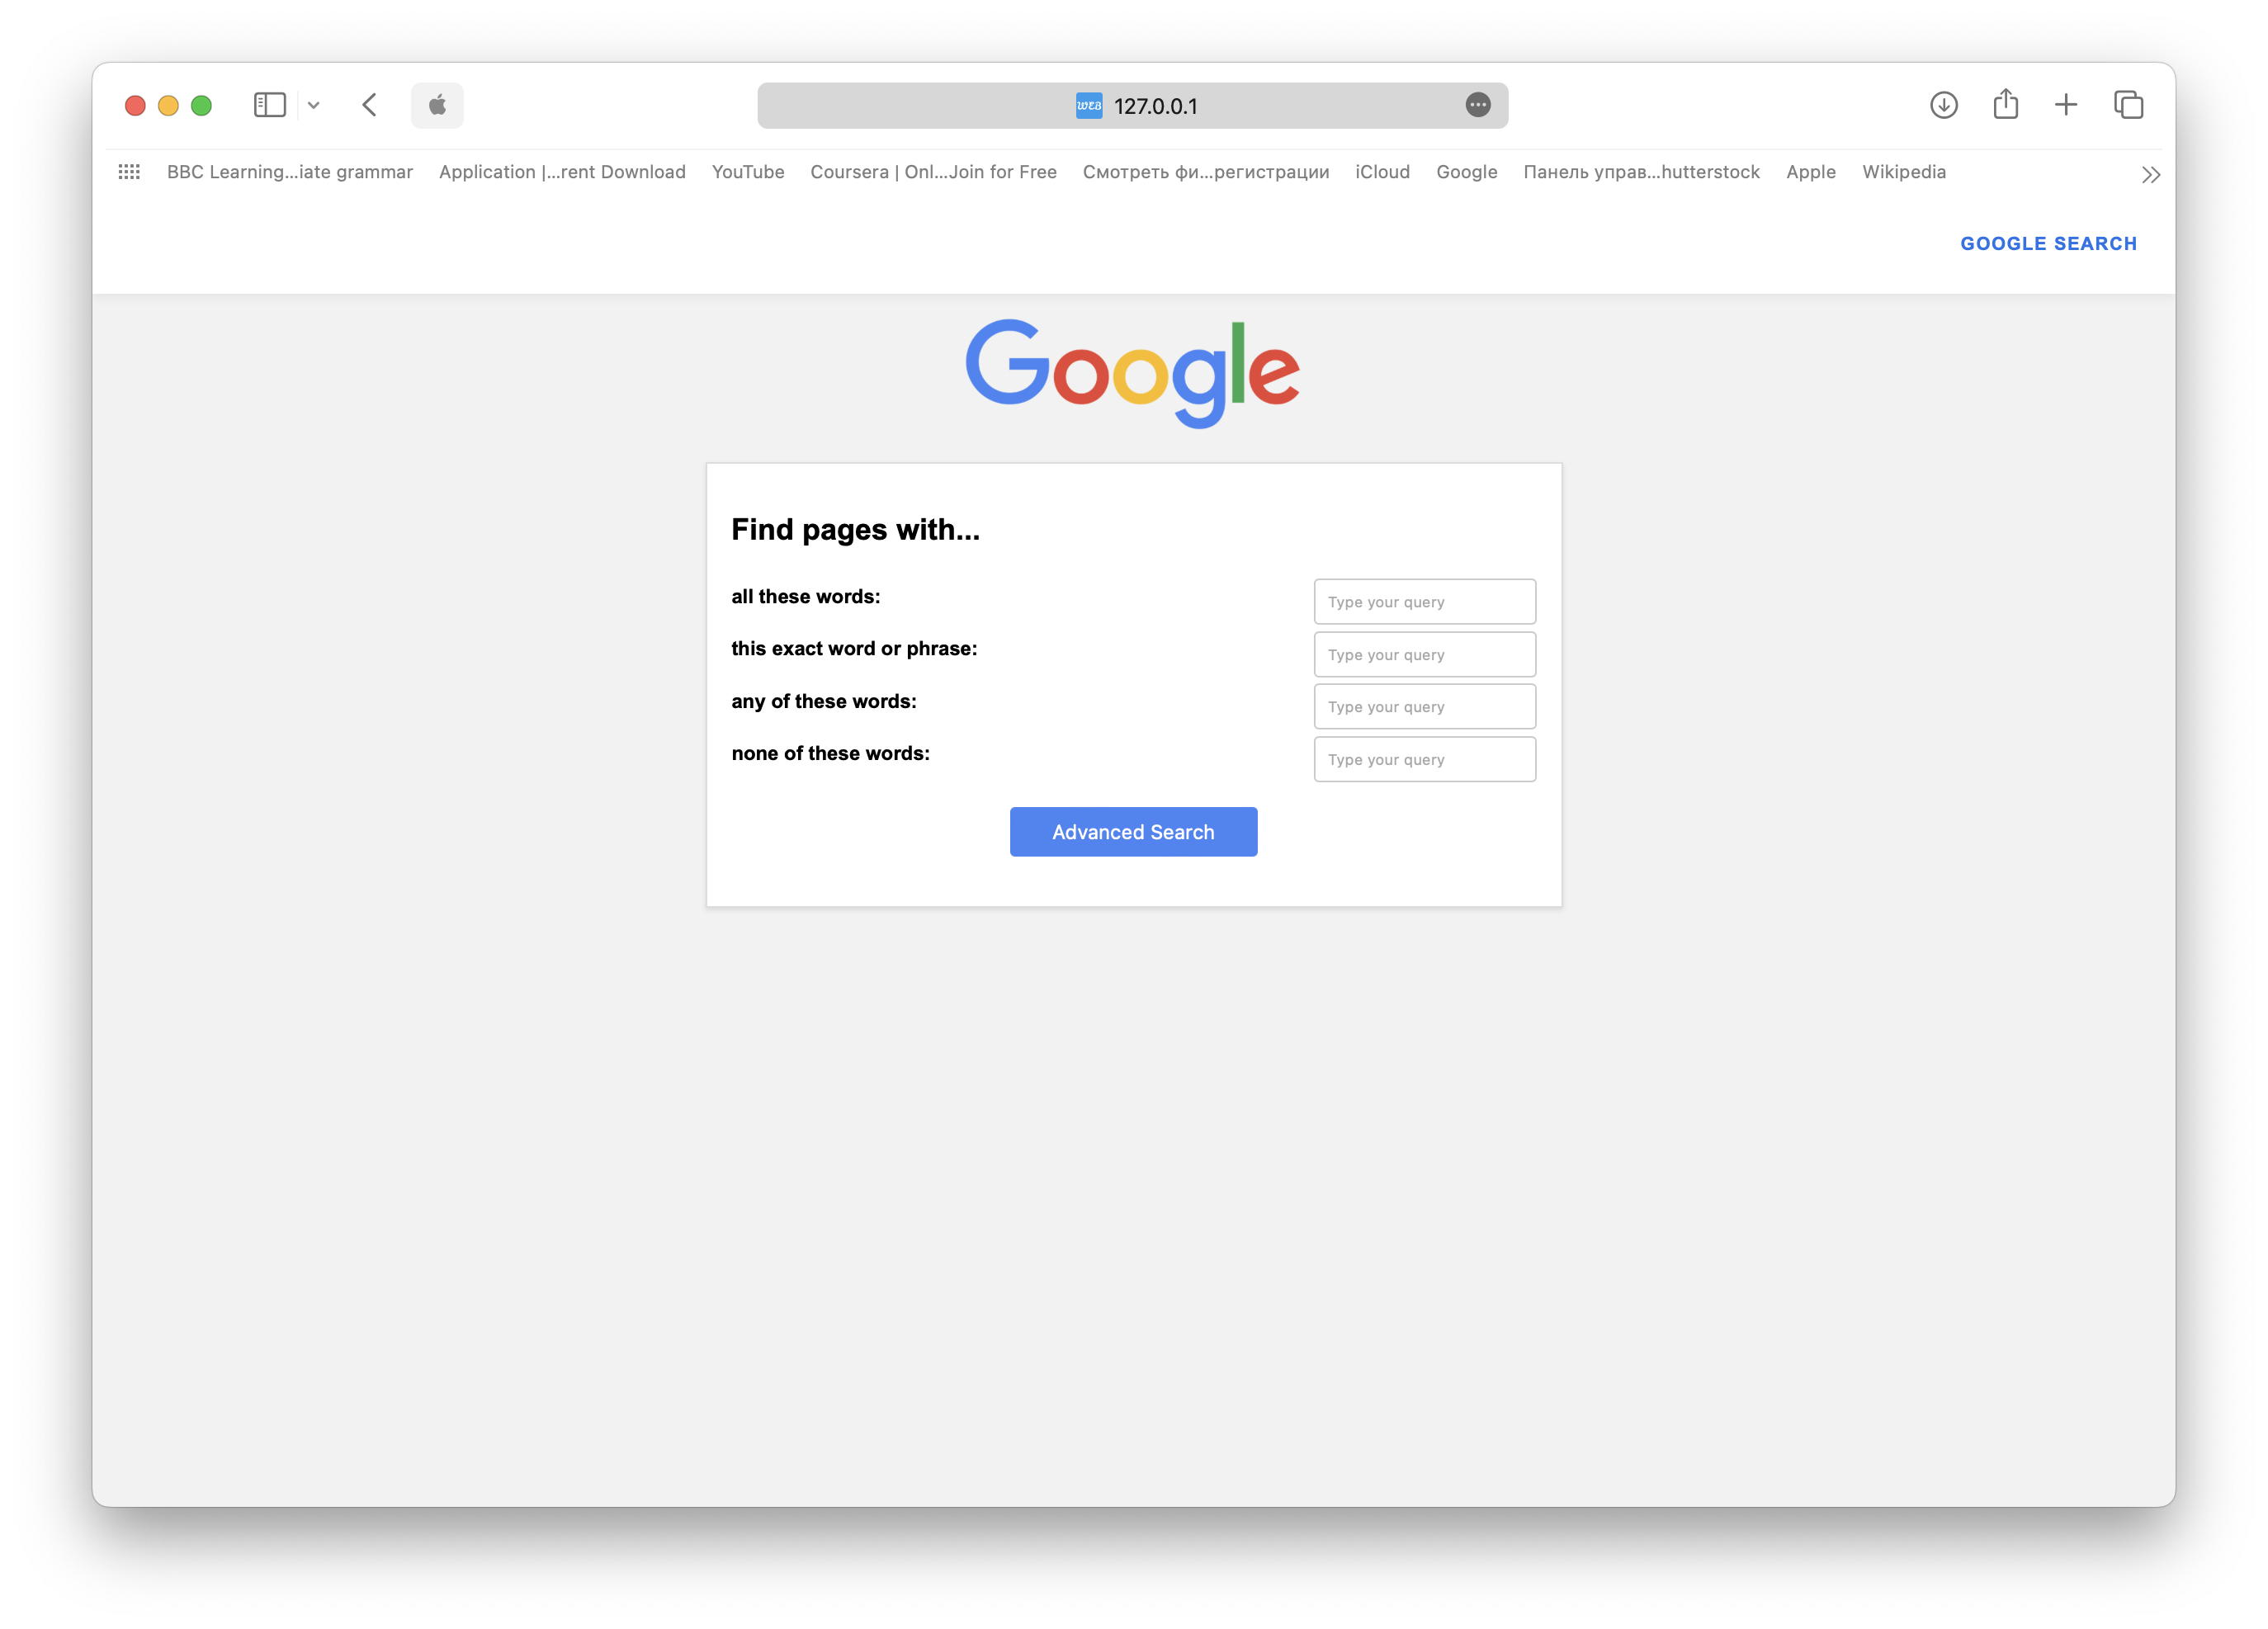 WEB 127.0.0.1
BBC Learning...iate grammar Application |...rent Download YouTube Coursera | Onl...Join for Free Смотреть фи...регистрации iCloud Google Панель управ...hutterstock Apple Wikipedia
GOOGLE SEARCH
Google
Find pages with...
all these words: Type your query
this exact word or phrase: Type your query
any of these words: Type your query
none of these words: Type your query
Advanced Search